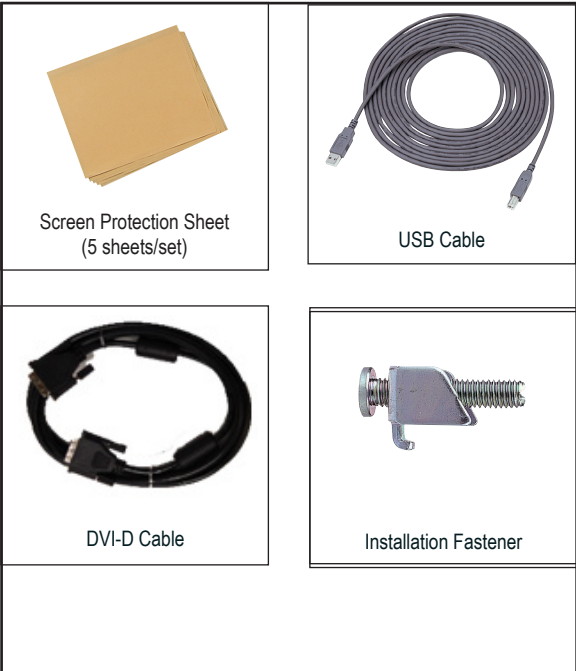 Screen Protection Sheet
(5 sheets/set)
USB Cable
DVI-D Cable
Installation Fastener